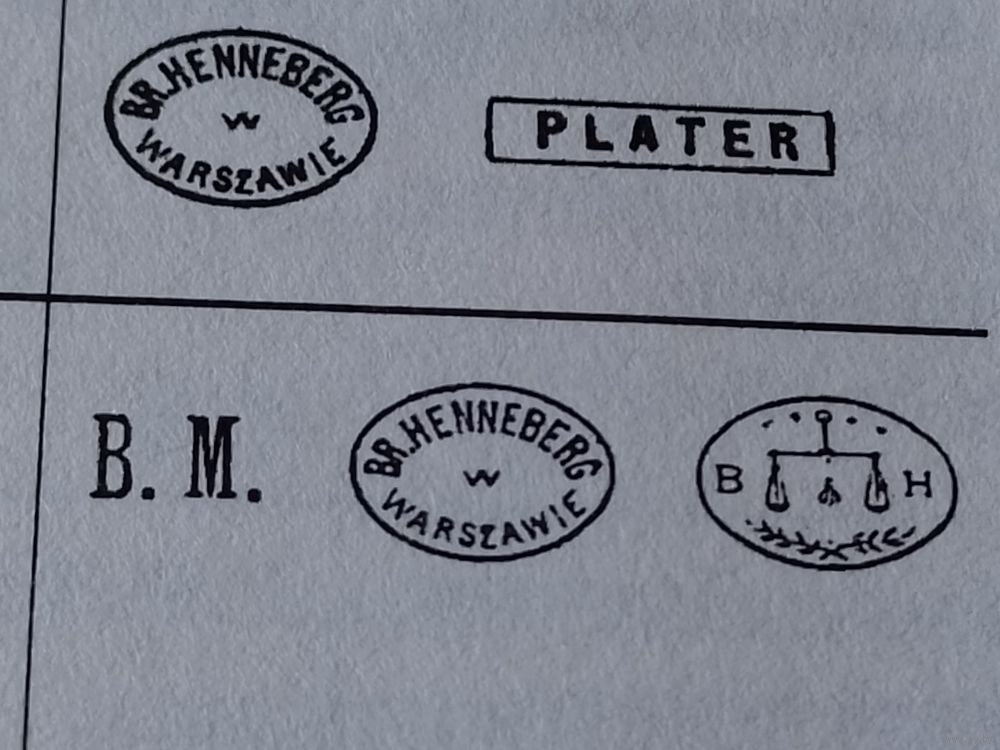 BR. HENNEBERG
W
WARSZAWIE
PLATER
B. M.
BR. HENNEBERG
W
WARSZAWIE
B H